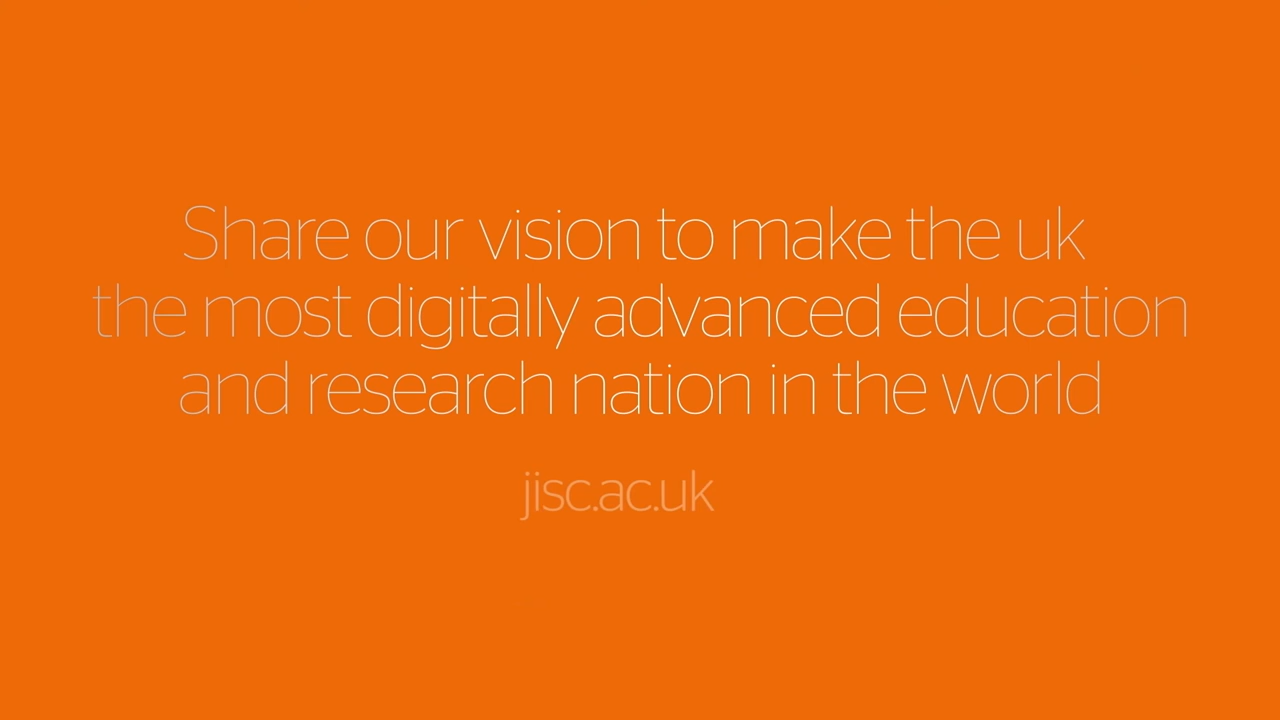 Share our vision to make the uk
the most digitally advanced education
and research nation in the world
jisc.ac.uk